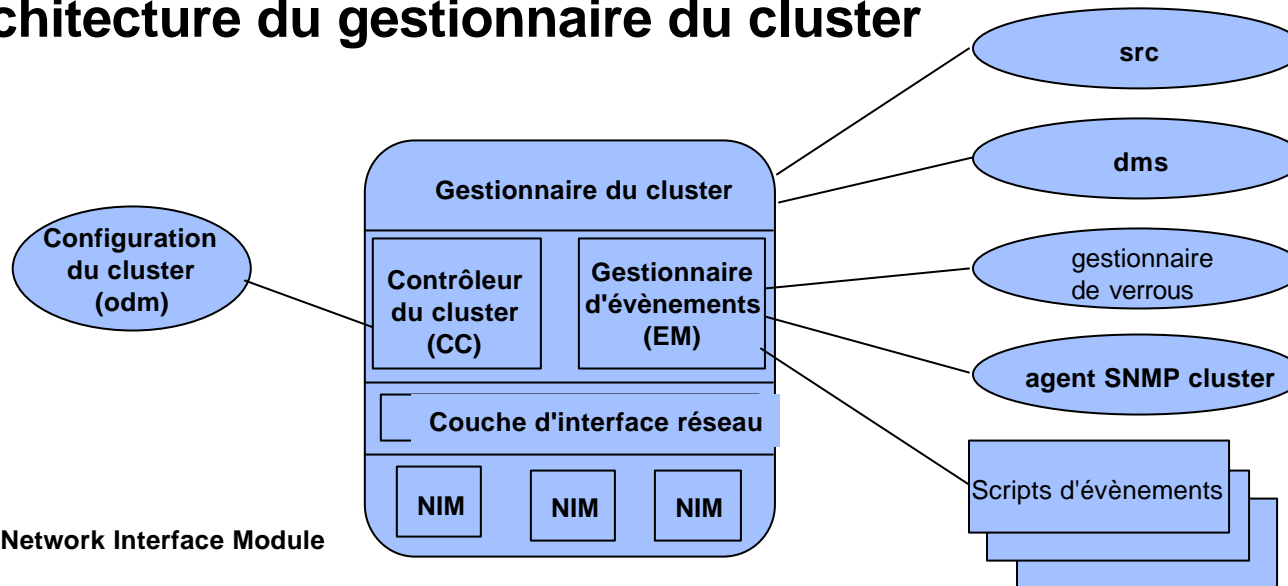 chitecture du gestionnaire du cluster
src
dms
Gestionnaire du cluster
Configuration
du cluster
(odm)
Contrôleur
du cluster
(CC)
Gestionnaire
d'évènements
(EM)
gestionnaire
de verrous
agent SNMP cluster
Couche d'interface réseau
Scripts d'évènements
NIM
NIM
NIM
Network Interface Module